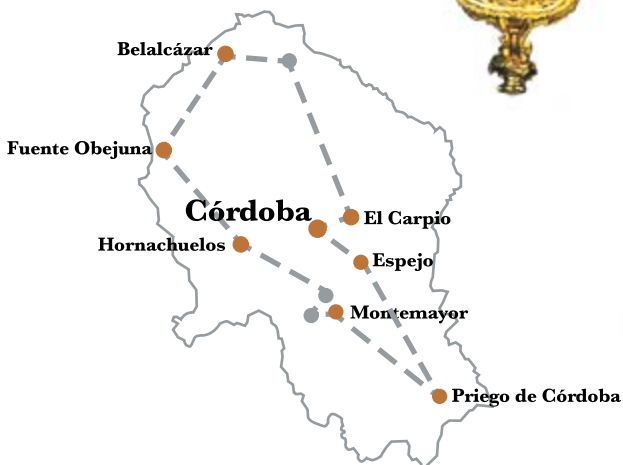 Belalcázar
Fuente Obejuna
Córdoba
El Carpio
Hornachuelos
Espejo
Montemayor
Priego de Córdoba